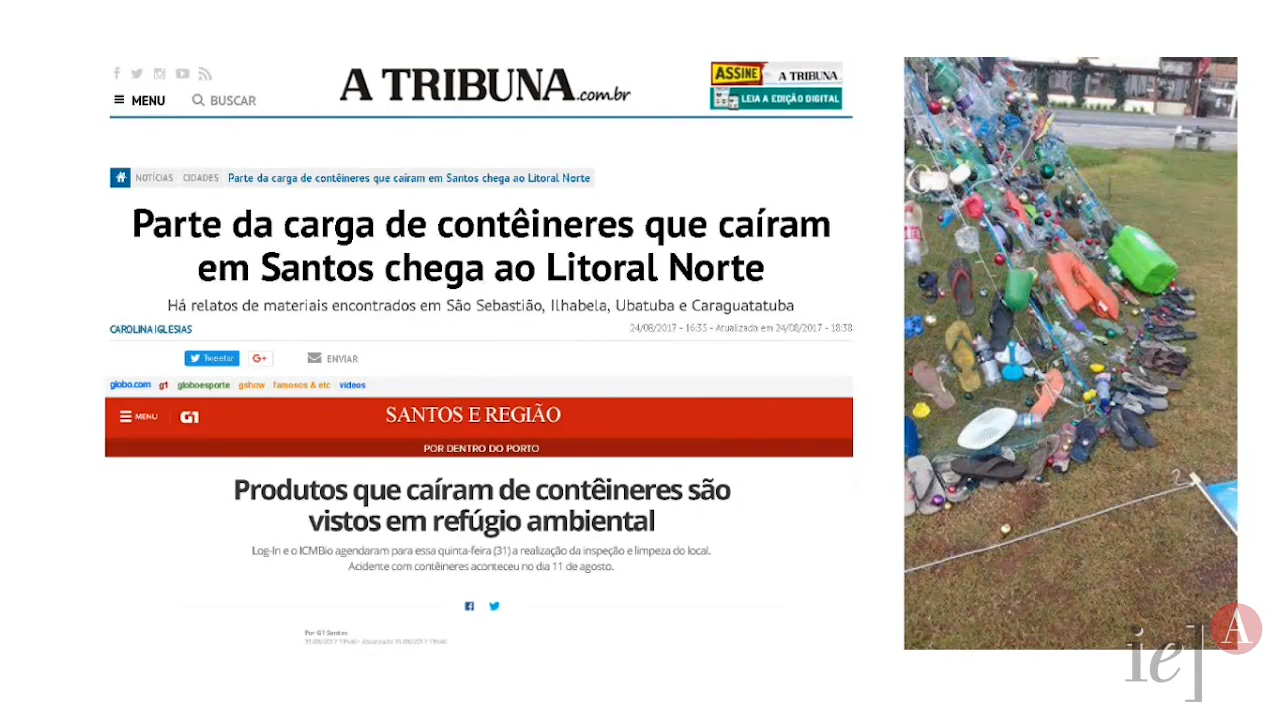 A TRIBUNA.com.br
ASSINE A TRIBUNA
LEIA A EDIÇÃO DIGITAL
MENU BUSCAR
NOTÍCIAS CIDADES Parte da carga de contêineres que caíram em Santos chega ao Litoral Norte
Parte da carga de contêineres que caíram
em Santos chega ao Litoral Norte
Há relatos de materiais encontrados em São Sebastião, Ilhabela, Ubatuba e Caraguatatuba
CAROLINA IGLESIAS 24/08/2017 - 16:35 - Atualizado em 24/08/2017 - 18:38
Tweetar G+ ENVIAR
globo.com g1 globoesporte gshow famosos & etc vídeos
MENU G1 SANTOS E REGIÃO
POR DENTRO DO PORTO
Produtos que caíram de contêineres são
vistos em refúgio ambiental
Log-In e o ICMBio agendaram para essa quinta-feira (31) a realização da inspeção e limpeza do local.
Acidente com contêineres aconteceu no dia 11 de agosto.
Por G1 Santos
ie] A